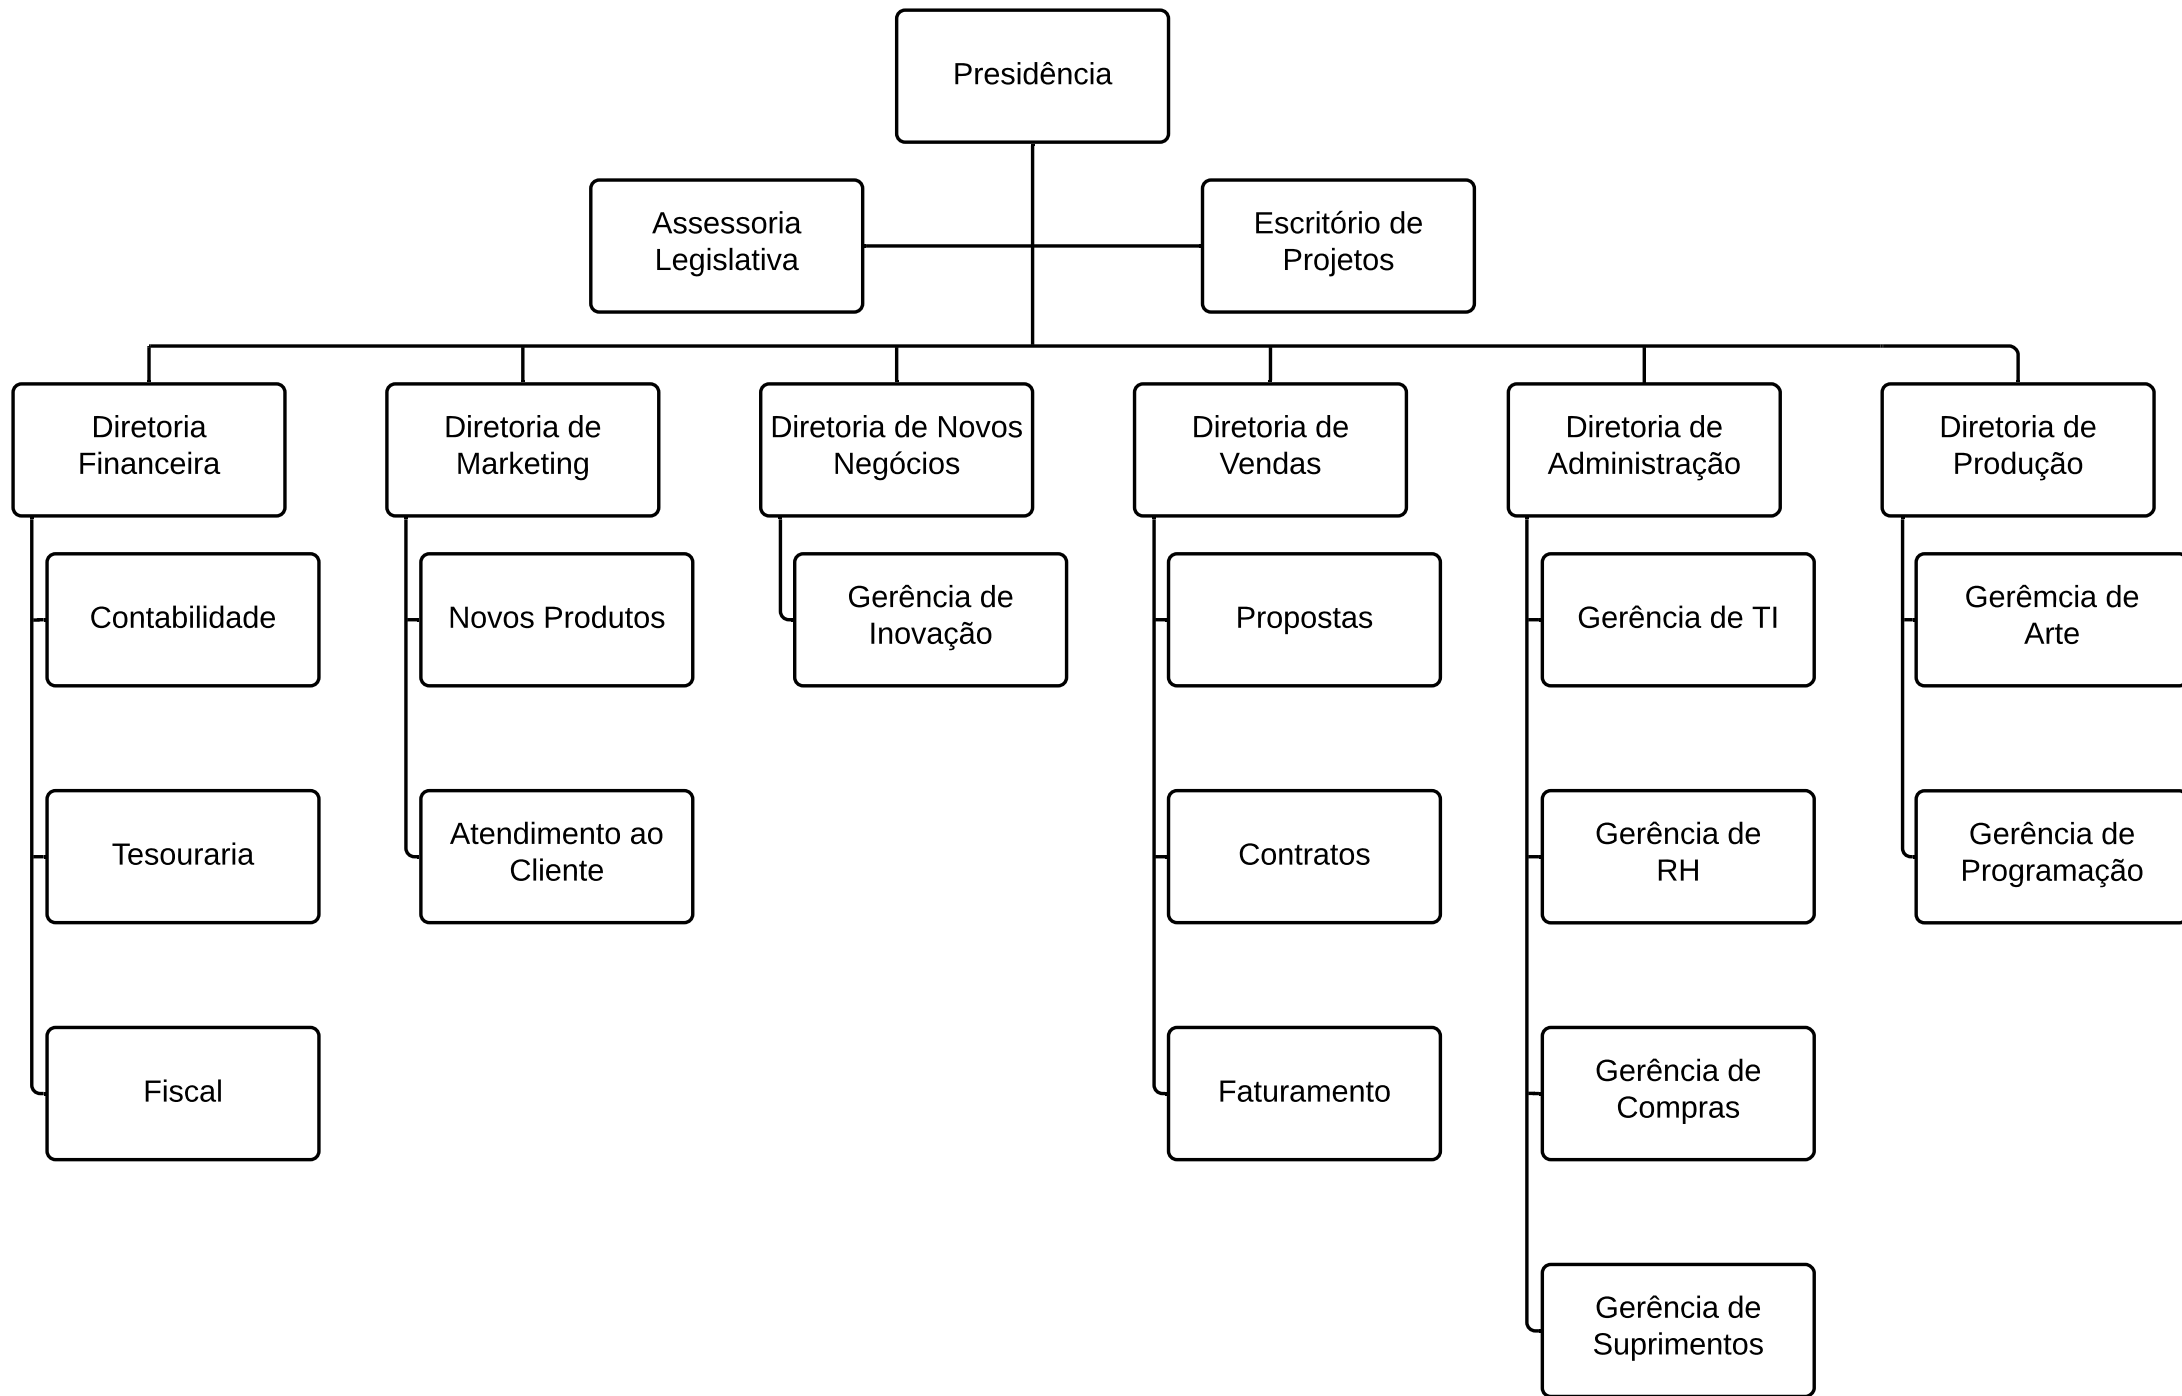 Presidência
Assessoria
Legislativa
Escritório de
Projetos
Diretoria
Financeira
Diretoria de
Marketing
Diretoria de Novos
Negócios
Diretoria de
Vendas
Diretoria de
Administração
Diretoria de
Produção
Contabilidade
Novos Produtos
Gerência de
Inovação
Propostas
Gerência de TI
Gerêmcia de
Arte
Tesouraria
Atendimento ao
Cliente
Contratos
Gerência de
RH
Gerência de
Programação
Fiscal
Faturamento
Gerência de
Compras
Gerência de
Suprimentos